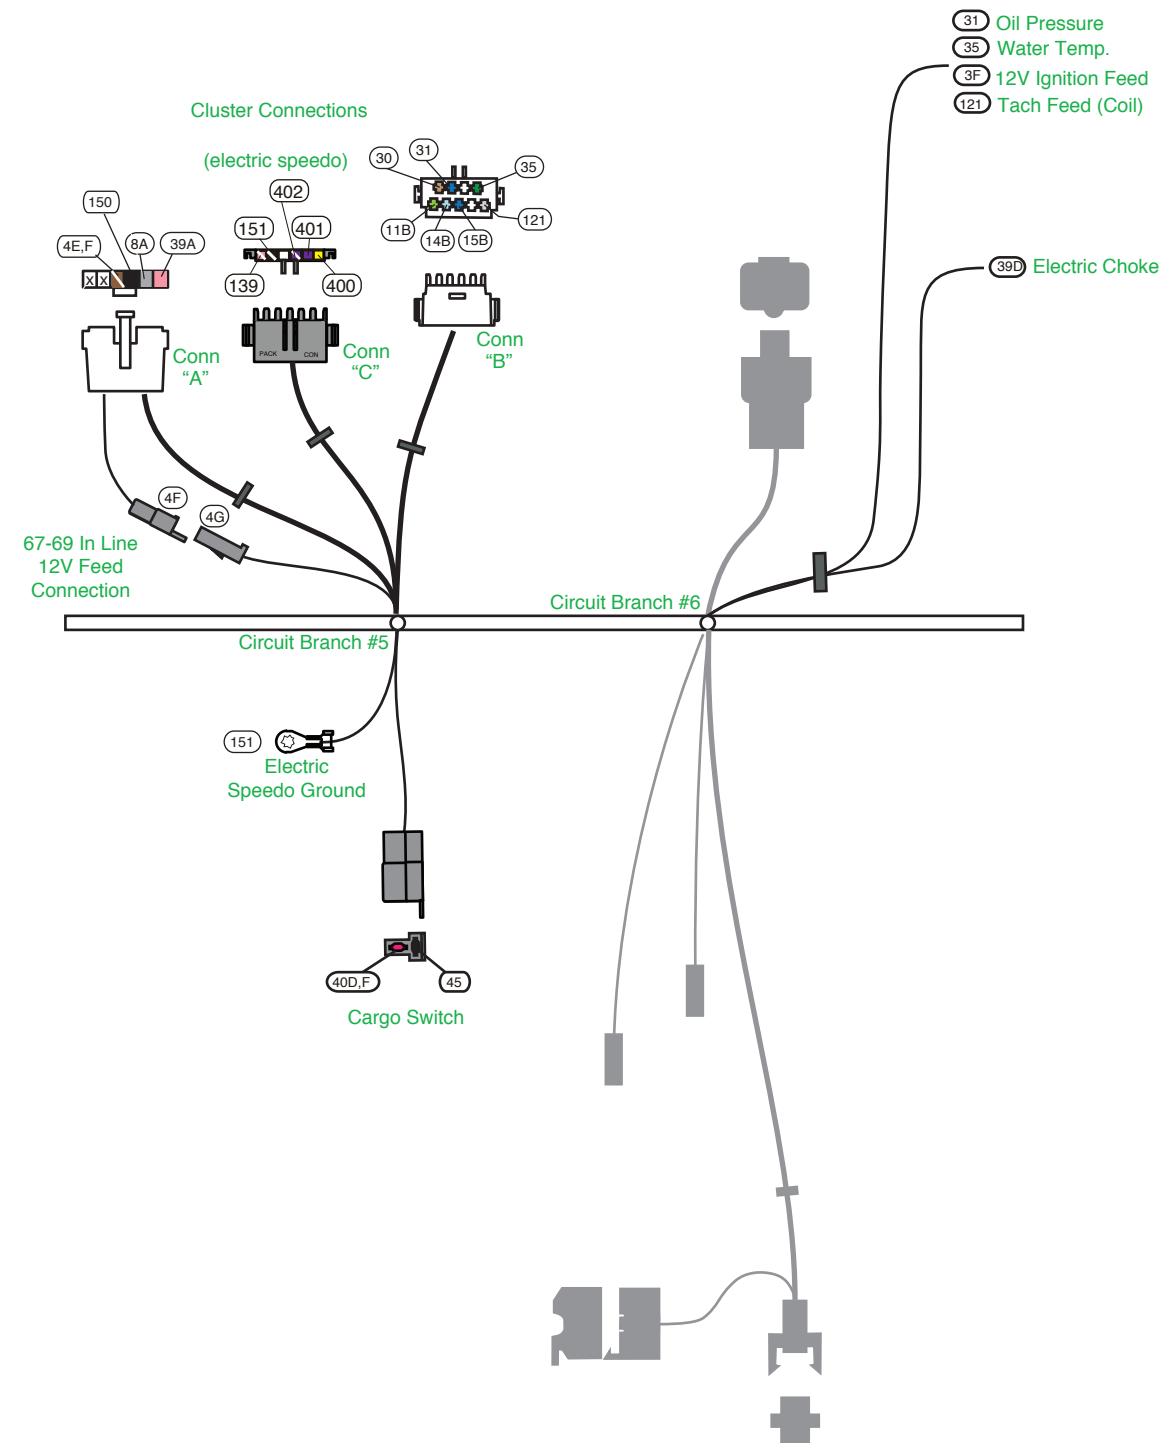 31 Oil Pressure
35 Water Temp.
3F 12V Ignition Feed
121 Tach Feed (Coil)
Cluster Connections
(electric speedo)
30
31
35
11B
14B
15B
121
402
151
401
139
400
150
4E,F
8A
39A
X X
39D Electric Choke
Conn
“A”
PACK CON
Conn
“C”
Conn
“B”
4F
4G
67-69 In Line
12V Feed
Connection
Circuit Branch #6
Circuit Branch #5
151
Electric
Speedo Ground
40D,F
45
Cargo Switch